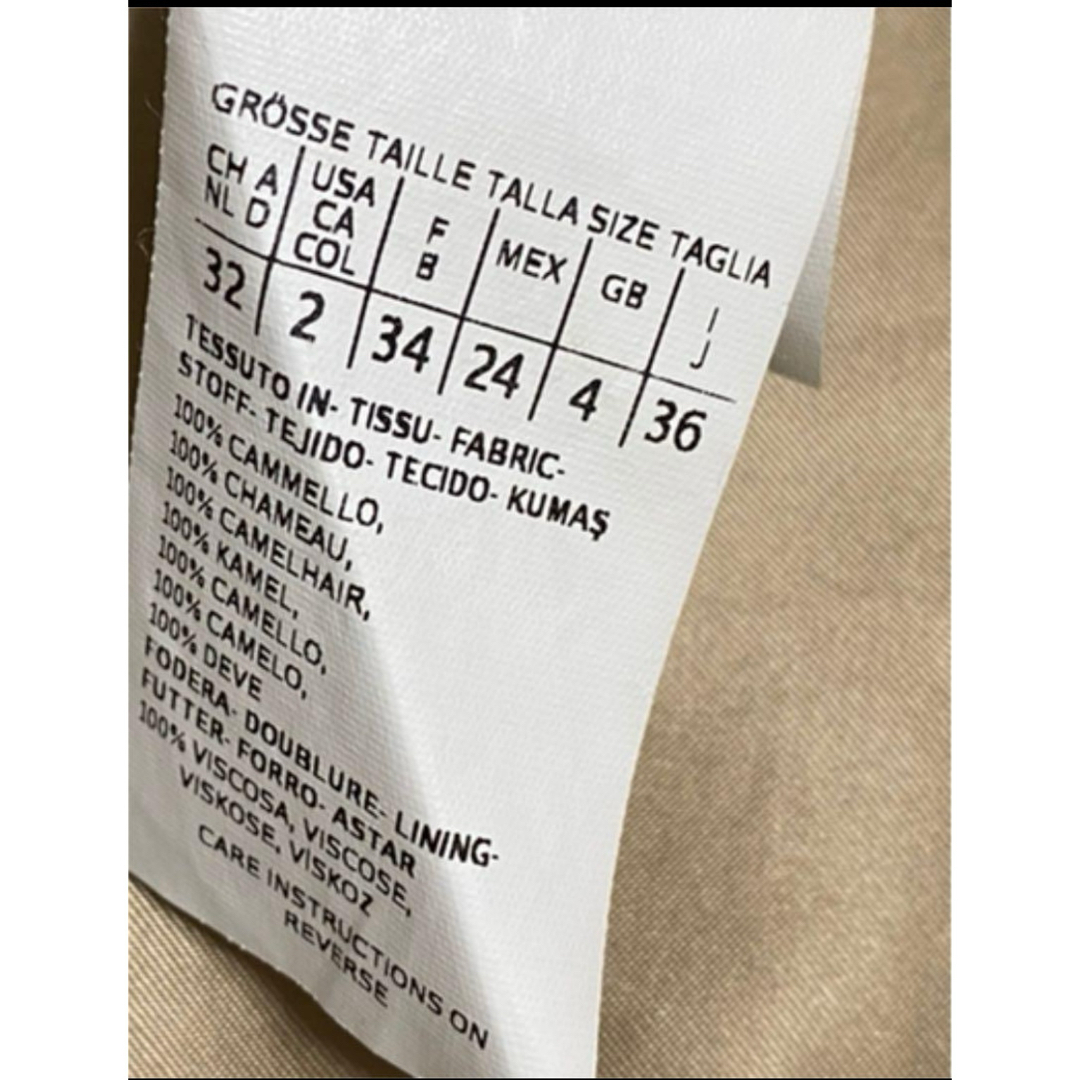 GRÖSSE TAILLE TALLA SIZE TAGLIA
CH A USA F MEX GB I
NL D CA B J
COL
32 2 34 24 4 36
TESSUTO IN- TISSU- FABRIC-
STOFF- TEJIDO- TECIDO- KUMAŞ
100% CAMMELLO,
100% CHAMEAU,
100% CAMELHAIR,
100% KAMEL,
100% CAMELLO,
100% CAMELO,
100% DEVE
FODERA- DOUBLURE- LINING-
FUTTER- FORRO- ASTAR
100% VISCOSA, VISCOSE,
VISKOSE, VİSKOZ
CARE INSTRUCTIONS ON
REVERSE